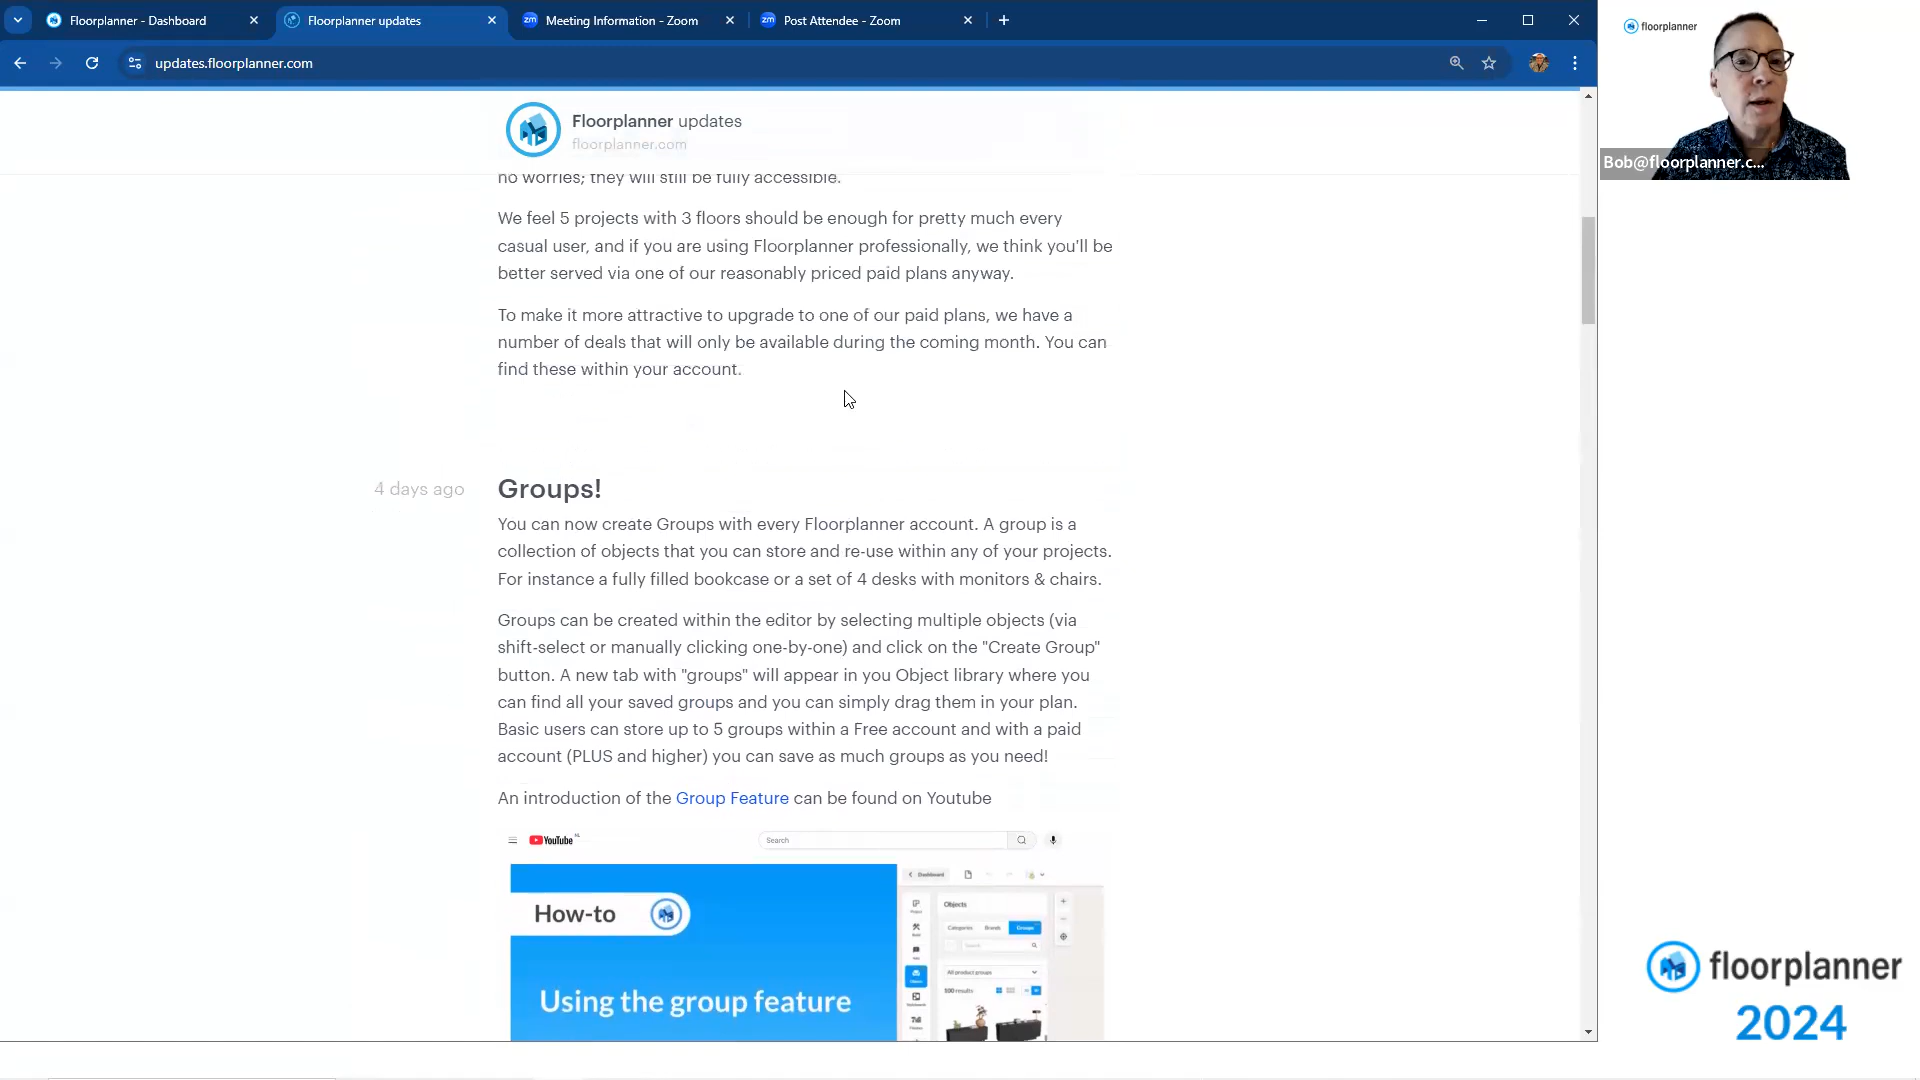 Floorplanner - Dashboard
Floorplanner updates
zm Meeting Information - Zoom
zm Post Attendee - Zoom
updates.floorplanner.com
floorplanner
Bob@floorplanner.c...
Floorplanner updates
floorplanner.com
no worries; they will still be fully accessible.
We feel 5 projects with 3 floors should be enough for pretty much every
casual user, and if you are using Floorplanner professionally, we think you'll be
better served via one of our reasonably priced paid plans anyway.
To make it more attractive to upgrade to one of our paid plans, we have a
number of deals that will only be available during the coming month. You can
find these within your account.
4 days ago
Groups!
You can now create Groups with every Floorplanner account. A group is a
collection of objects that you can store and re-use within any of your projects.
For instance a fully filled bookcase or a set of 4 desks with monitors & chairs.
Groups can be created within the editor by selecting multiple objects (via
shift-select or manually clicking one-by-one) and click on the "Create Group"
button. A new tab with "groups" will appear in you Object library where you
can find all your saved groups and you can simply drag them in your plan.
Basic users can store up to 5 groups within a Free account and with a paid
account (PLUS and higher) you can save as much groups as you need!
An introduction of the Group Feature can be found on Youtube
YouTube NL
Search
Dashboard
How-to
Objects
Categories Brands Groups
Search
All product groups
590 results
Using the group feature
floorplanner
2024